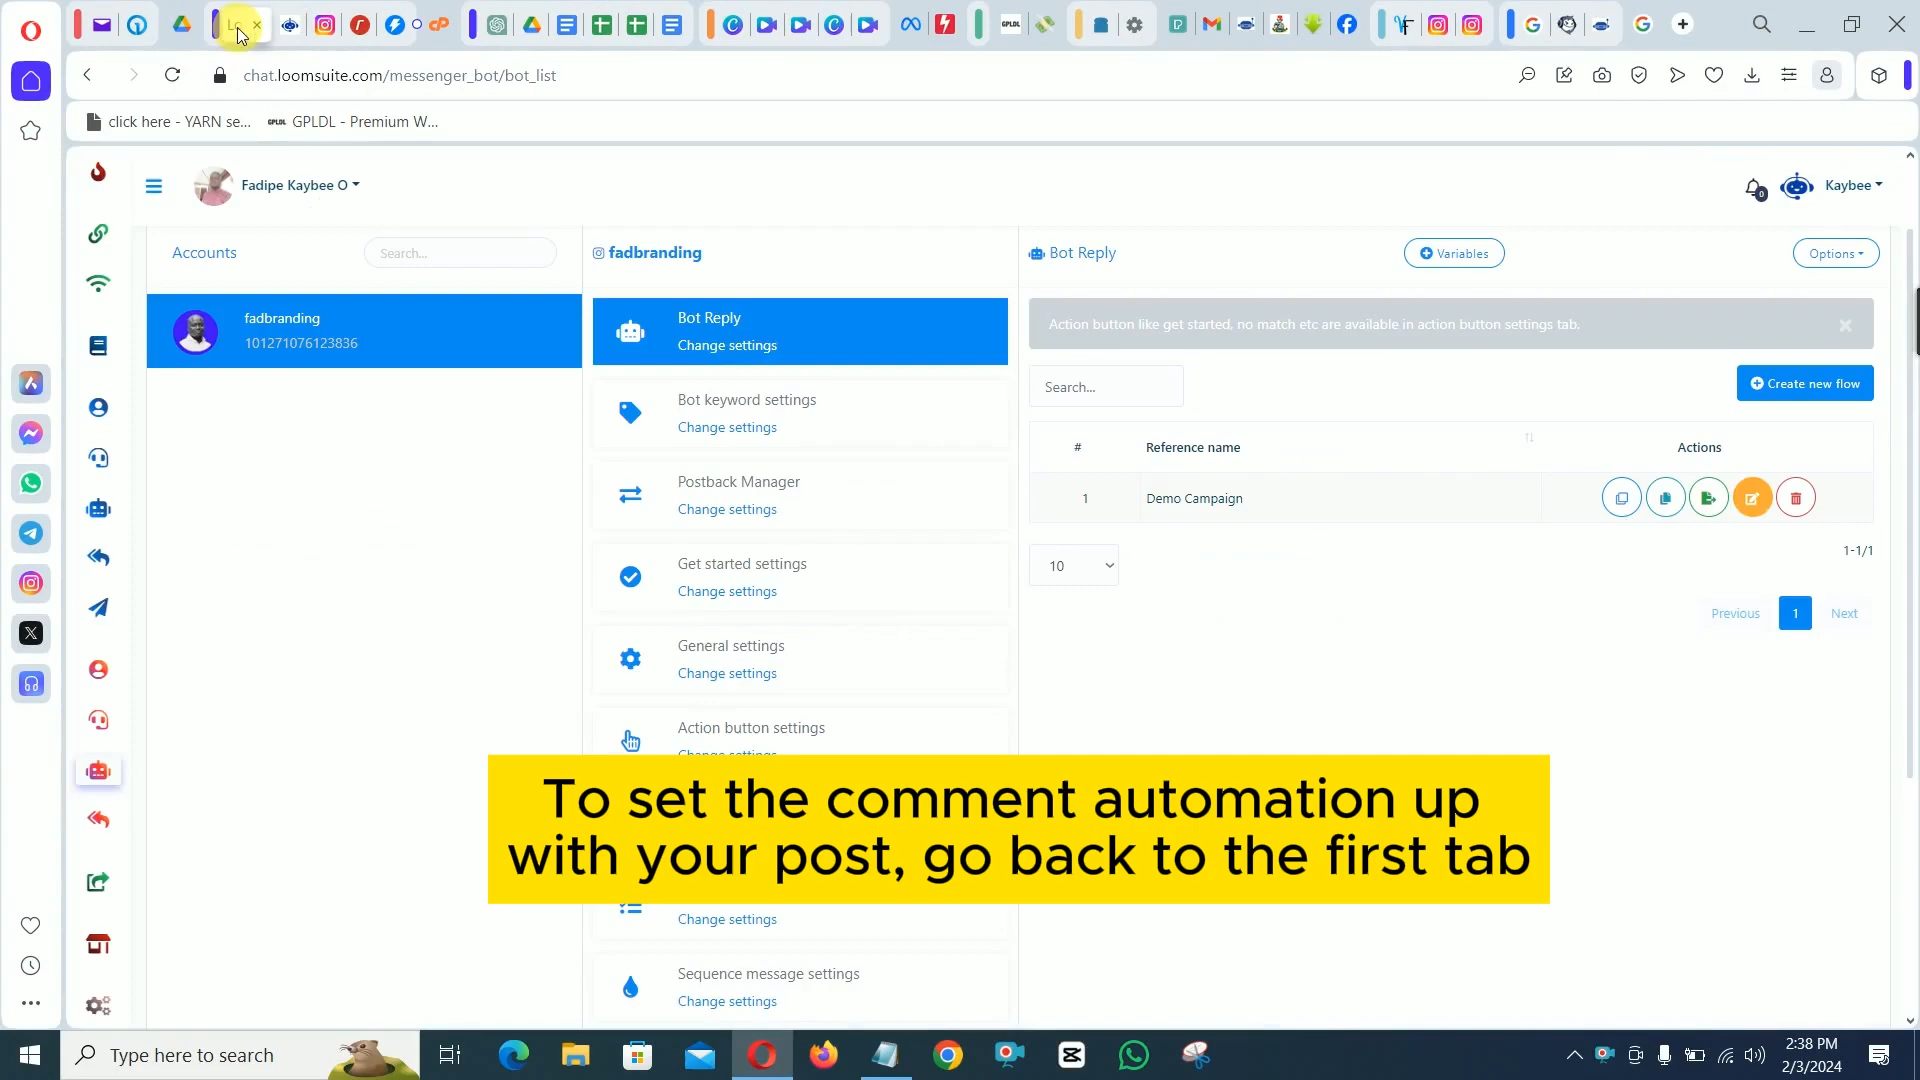 chat.loomsuite.com/messenger_bot/bot_list
click here - YARN se...
GPLDL - Premium W...
Fadipe Kaybee O
0
Kaybee
Accounts
Search...
fadbranding
101271076123836
fadbranding
Bot Reply
Change settings
Bot keyword settings
Change settings
Postback Manager
Change settings
Get started settings
Change settings
General settings
Change settings
Action button settings
Change settings
Sequence message settings
Change settings
Bot Reply
Variables
Options
Action button like get started, no match etc are available in action button settings tab.
Search...
Create new flow
# Reference name Actions
1 Demo Campaign
10
1-1/1
Previous 1 Next
To set the comment automation up
with your post, go back to the first tab
Change settings
Type here to search
2:38 PM
2/3/2024